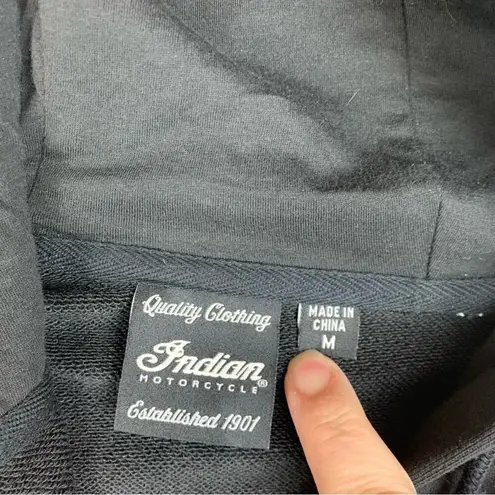 Quality Clothing
Indian
MOTORCYCLE®
Established 1901
MADE IN
CHINA
M